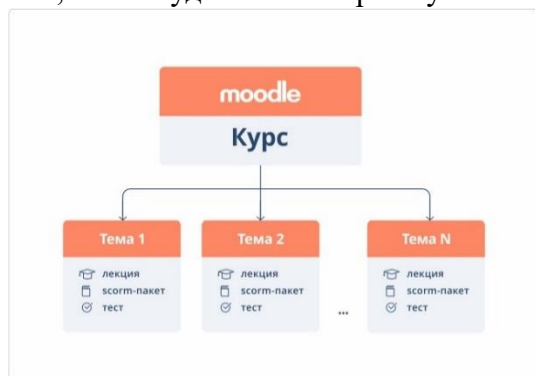 moodle
Курс
Тема 1
лекция
scorm-пакет
тест
Тема 2
лекция
scorm-пакет
тест
...
Тема N
лекция
scorm-пакет
тест